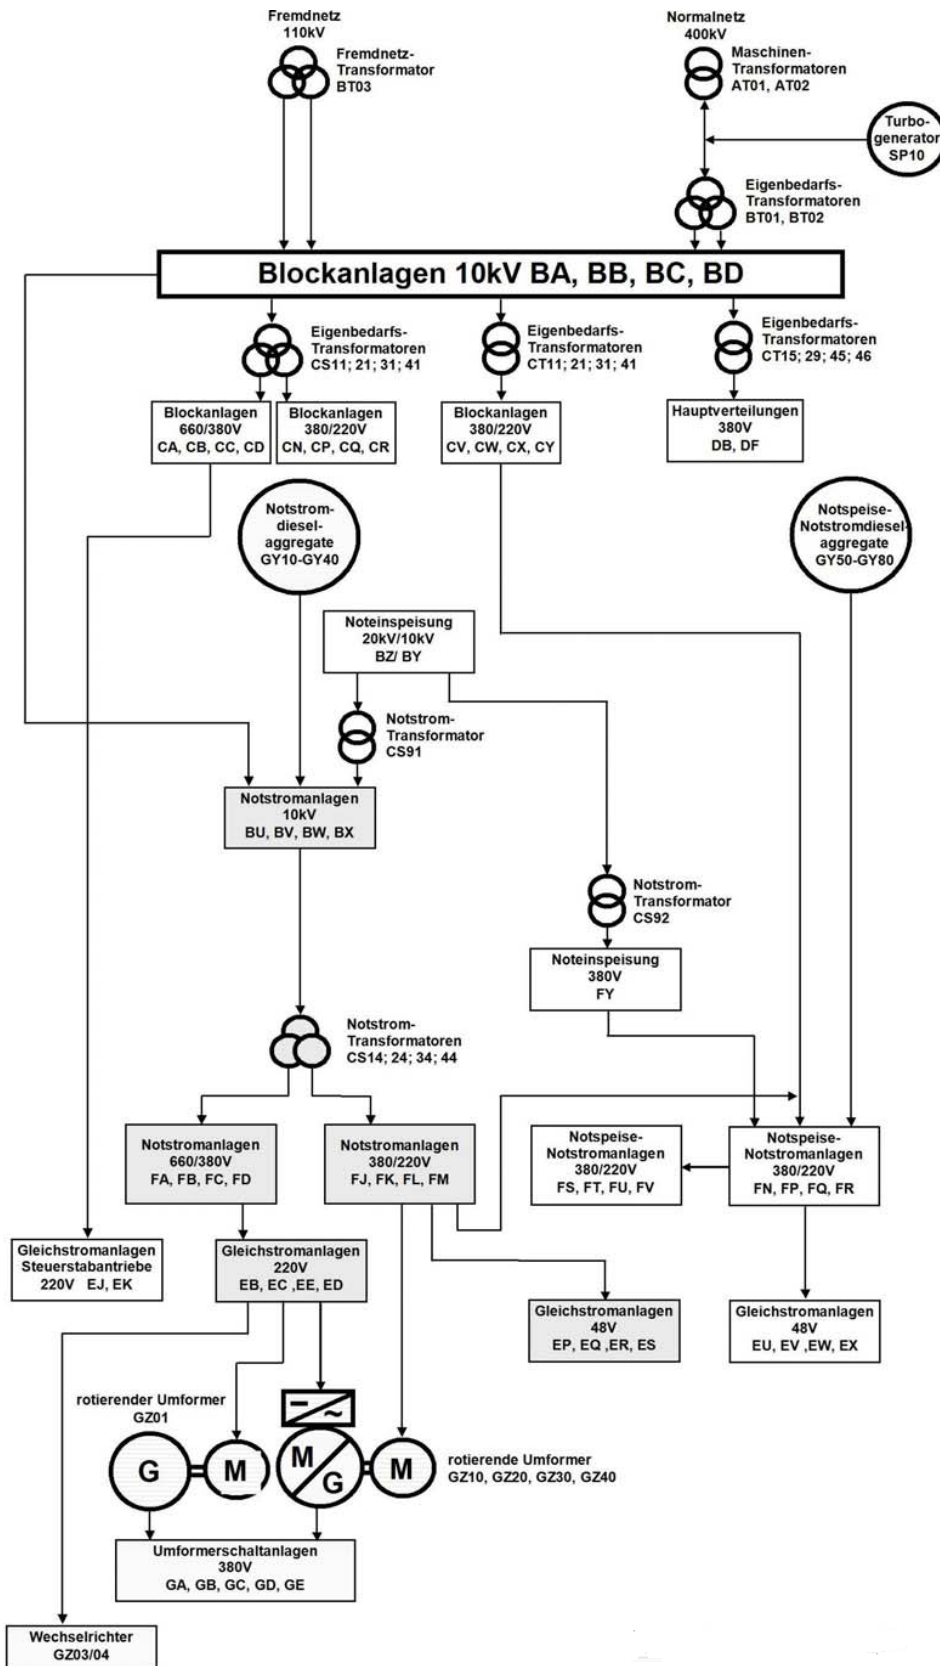 Fremdnetz
110kV
Fremdnetz-
Transformator
BT03
Normalnetz
400kV
Maschinen-
Transformatoren
AT01, AT02
Turbo-
generator
SP10
Eigenbedarfs-
Transformatoren
BT01, BT02
Blockanlagen 10kV BA, BB, BC, BD
Eigenbedarfs-
Transformatoren
CS11; 21; 31; 41
Eigenbedarfs-
Transformatoren
CT11; 21; 31; 41
Eigenbedarfs-
Transformatoren
CT15; 29; 45; 46
Blockanlagen
660/380V
CA, CB, CC, CD
Blockanlagen
380/220V
CN, CP, CQ, CR
Blockanlagen
380/220V
CV, CW, CX, CY
Hauptverteilungen
380V
DB, DF
Notstrom-
diesel-
aggregate
GY10-GY40
Notspeise-
Notstromdiesel-
aggregate
GY50-GY80
Noteinspeisung
20kV/10kV
BZ/ BY
Notstrom-
Transformator
CS91
Notstromanlagen
10kV
BU, BV, BW, BX
Notstrom-
Transformator
CS92
Noteinspeisung
380V
FY
Notstrom-
Transformatoren
CS14; 24; 34; 44
Notstromanlagen
660/380V
FA, FB, FC, FD
Notstromanlagen
380/220V
FJ, FK, FL, FM
Notspeise-
Notstromanlagen
380/220V
FS, FT, FU, FV
Notspeise-
Notstromanlagen
380/220V
FN, FP, FQ, FR
Gleichstromanlagen
Steuerstabantriebe
220V EJ, EK
Gleichstromanlagen
220V
EB, EC ,EE, ED
Gleichstromanlagen
48V
EP, EQ ,ER, ES
Gleichstromanlagen
48V
EU, EV ,EW, EX
rotierender Umformer
GZ01
G
M
M
G
M
rotierende Umformer
GZ10, GZ20, GZ30, GZ40
Umformerschaltanlagen
380V
GA, GB, GC, GD, GE
Wechselrichter
GZ03/04